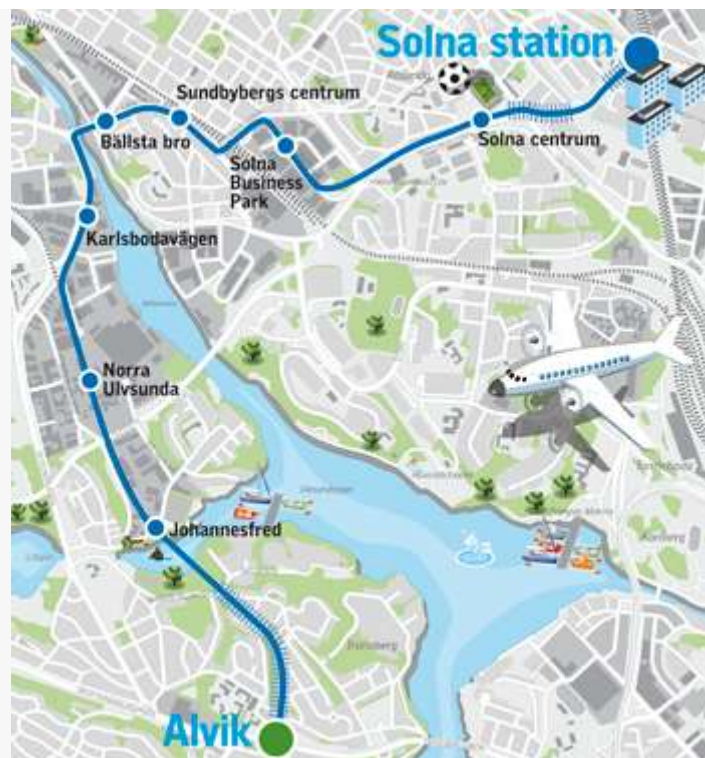 Solna station
Sundbybergs centrum
Bällsta bro
Solna centrum
Solna
Business
Park
Karlsbodavägen
Norra
Ulvsunda
Johannesfred
Alvik